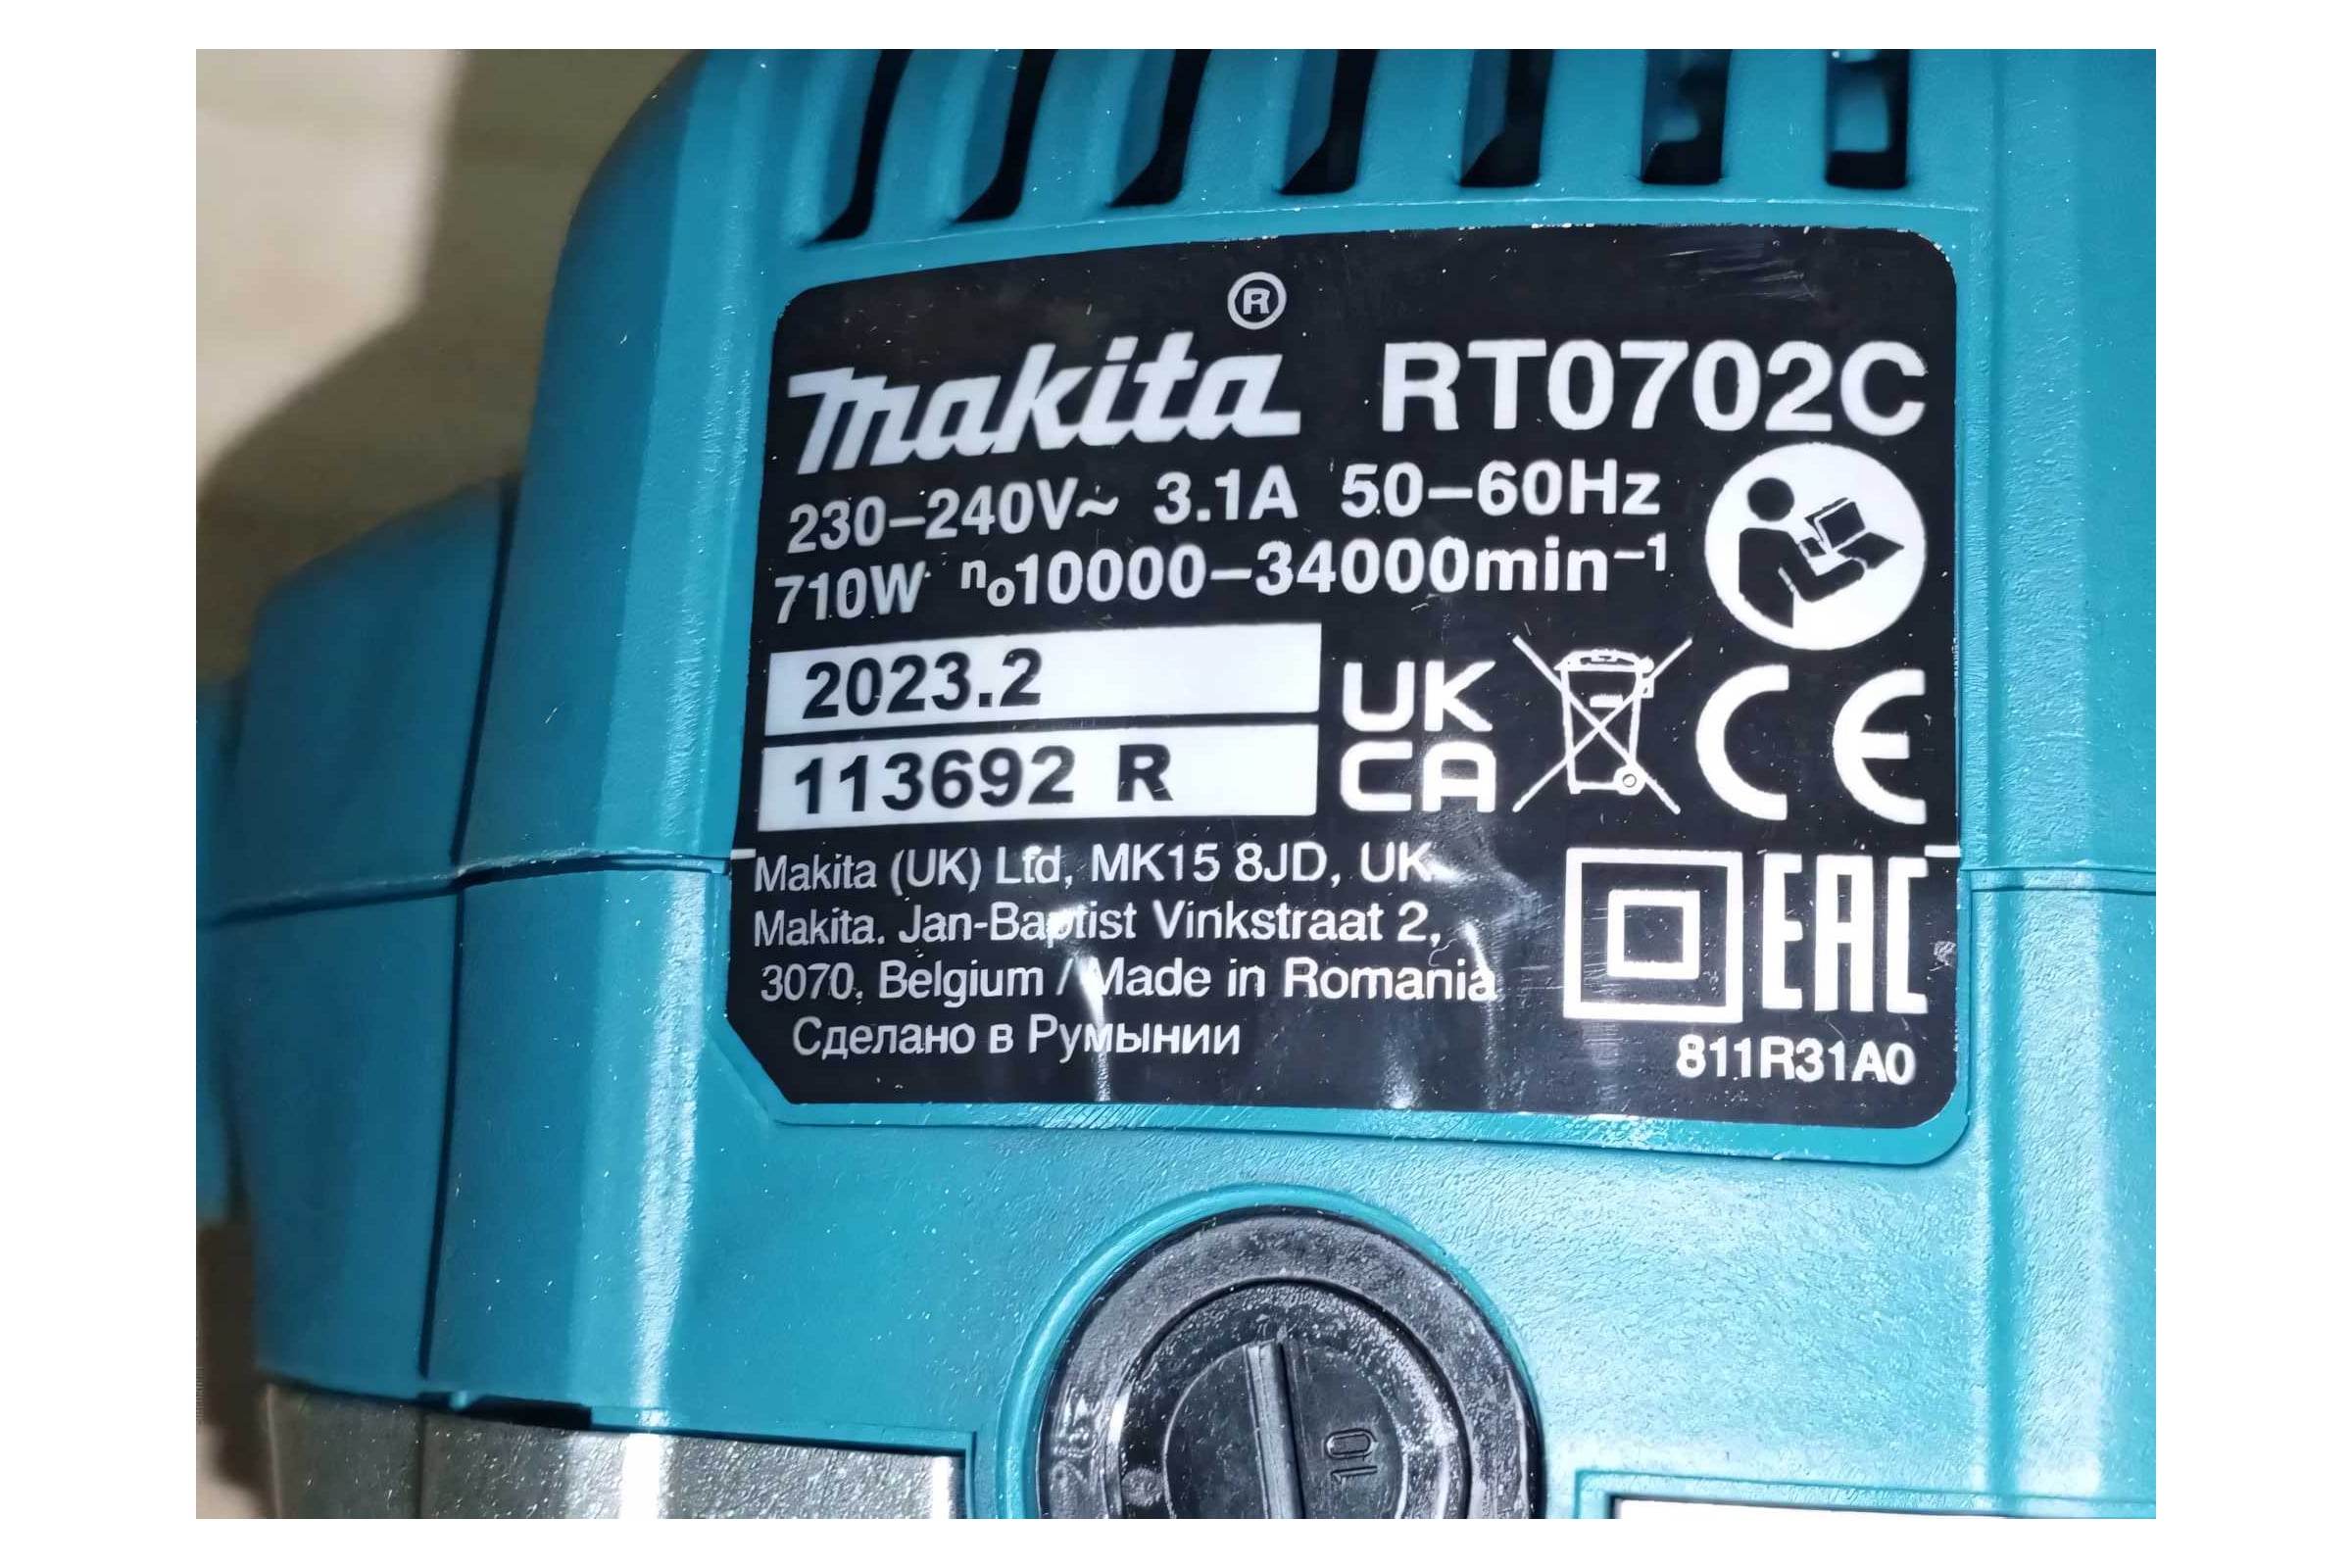 Makita® RT0702C
230–240V~ 3.1A 50–60Hz
710W n₀10000–34000min⁻¹
2023.2
113692 R
UK
CA
CE
Makita (UK) Ltd, MK15 8JD, UK
Makita. Jan-Baptist Vinkstraat 2,
3070, Belgium / Made in Romania
Сделано в Румынии
EAC
811R31A0
10